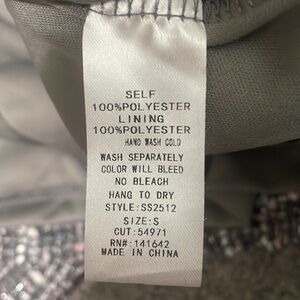 SELF
100%POLYESTER
LINING
100%POLYESTER
HAND WASH COLD
WASH SEPARATELY
COLOR WILL BLEED
NO BLEACH
HANG TO DRY
STYLE:SS2512
SIZE:S
CUT:54971
RN#:141642
MADE IN CHINA